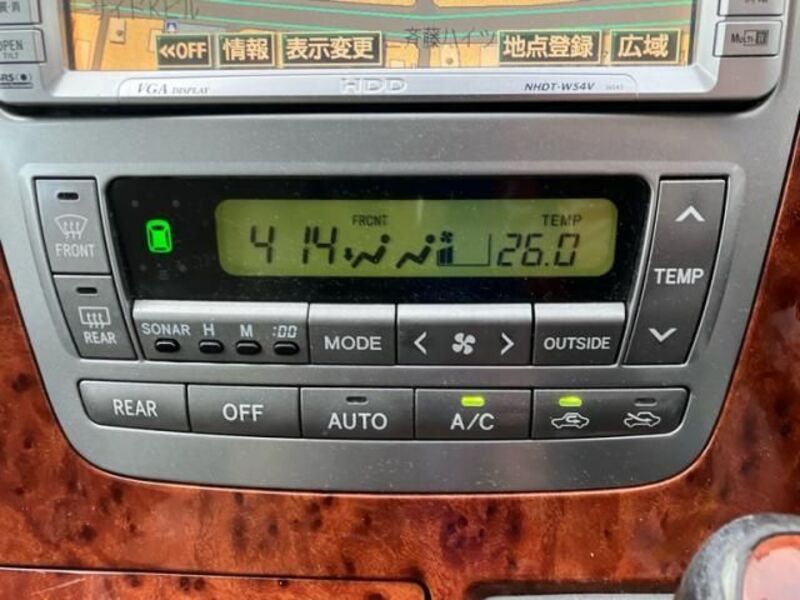 OPEN
TILT
<<OFF 情報 表示変更 斉藤ハイツ 地点登録 広域
MULTI
VGA DISPLAY HDD NHDT-W54V
FRONT
REAR
4 14 FRONT TEMP 26.0
TEMP
SONAR H M :00
MODE
OUTSIDE
REAR OFF AUTO A/C